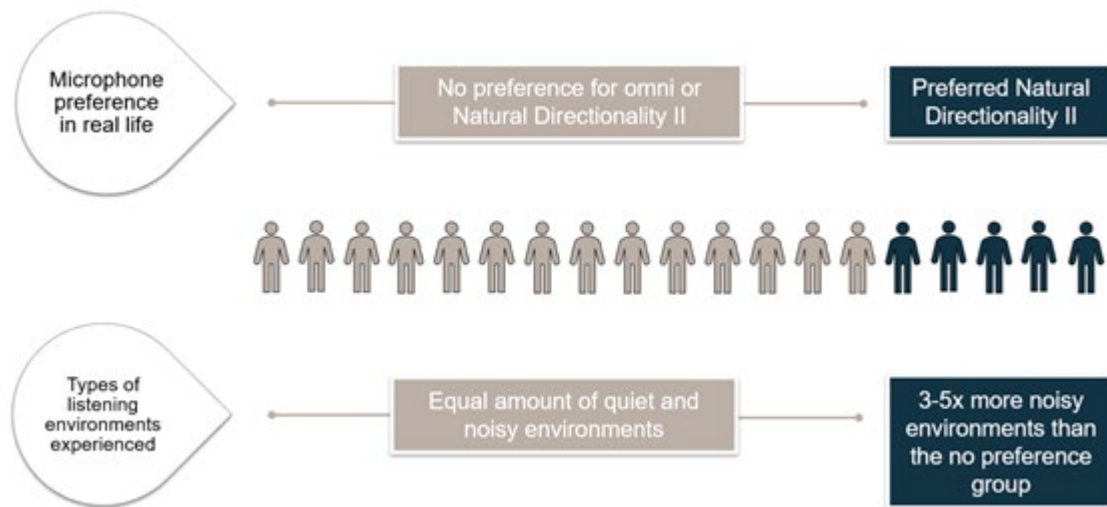 Microphone
preference
in real life
No preference for omni or
Natural Directionality II
Preferred Natural
Directionality II
Types of
listening
environments
experienced
Equal amount of quiet and
noisy environments
3-5x more noisy
environments than
the no preference
group